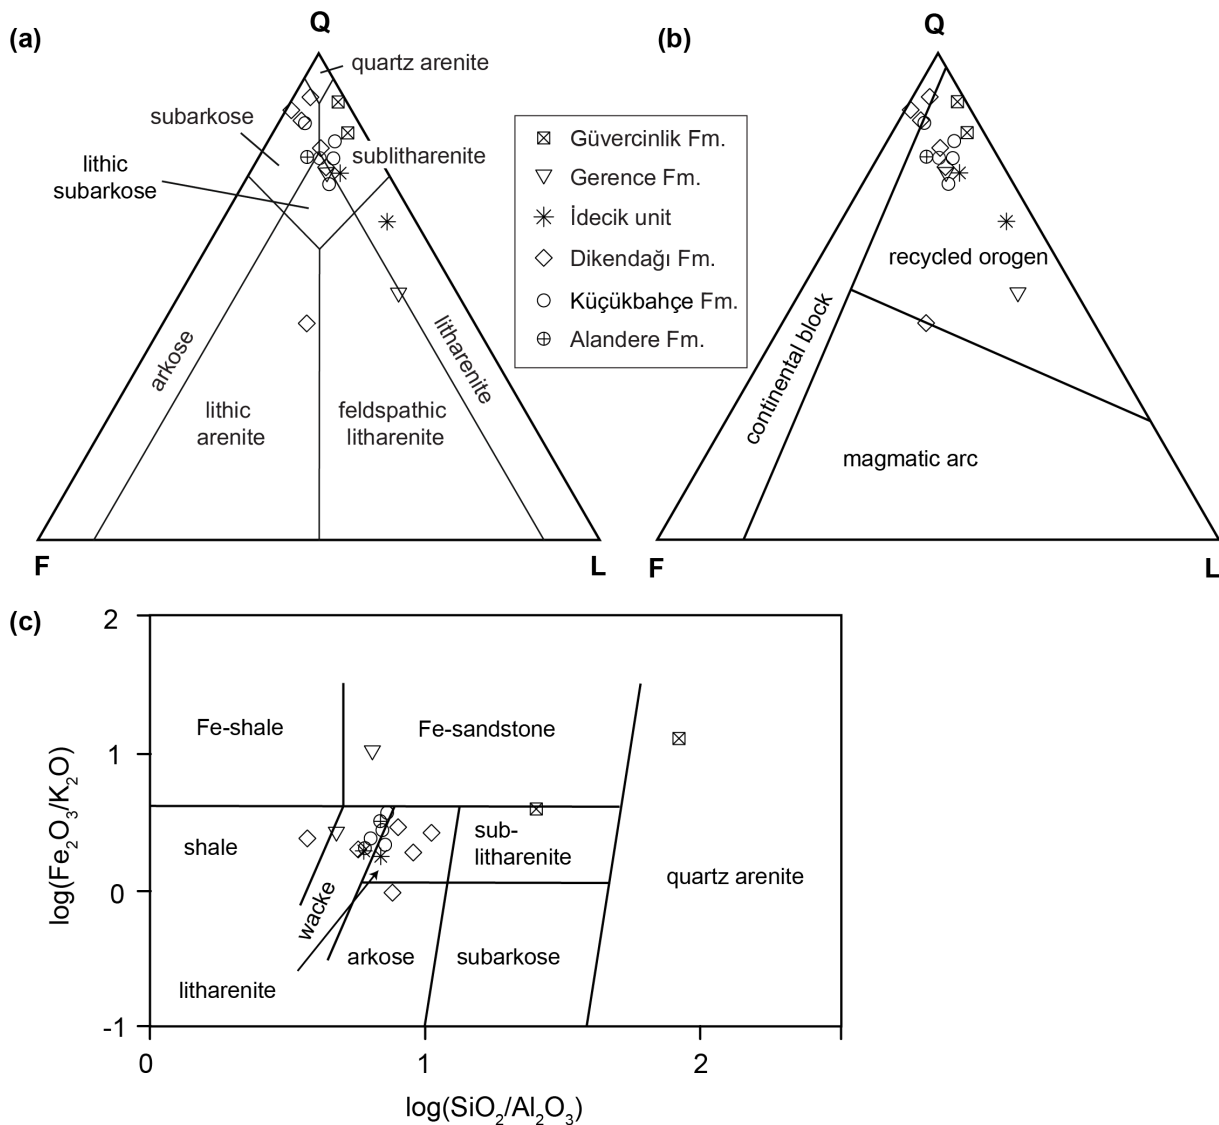 (a)
Q
quartz arenite
subarkose
lithic
subarkose
sublitharenite
arkose
litharenite
lithic
arenite
feldspathic
litharenite
F
L
Güvercinlik Fm.
Gerence Fm.
İdecik unit
Dikendağı Fm.
Küçükbahçe Fm.
Alandere Fm.
(b)
Q
recycled orogen
continental block
magmatic arc
F
L
(c)
2
1
0
-1
log(Fe₂O₃/K₂O)
Fe-shale
Fe-sandstone
shale
sub-
litharenite
quartz arenite
wacke
arkose
subarkose
litharenite
0
1
2
log(SiO₂/Al₂O₃)